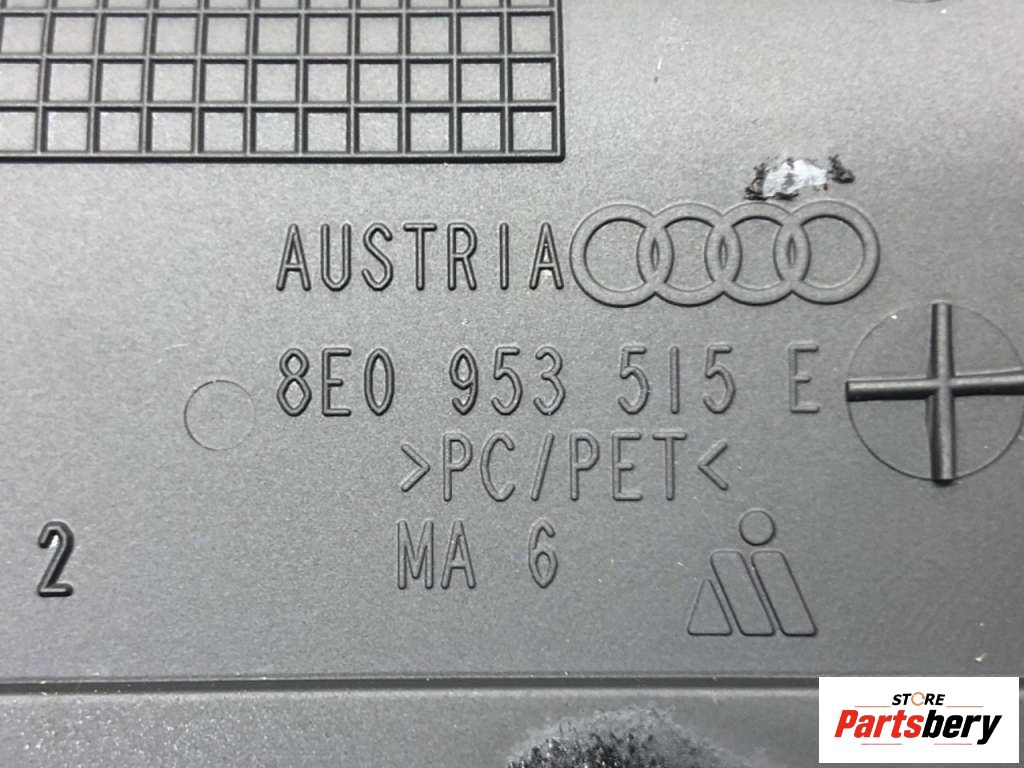 AUSTRIA
8E0 953 515 E
>PC/PET<
2
MA 6
STORE
Partsbery